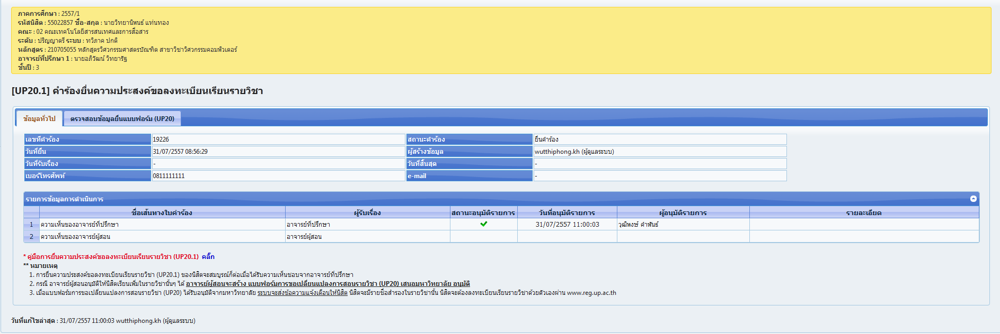 ภาคการศึกษา : 2557/1
รหัสนิสิต : 55022857 ชื่อ-สกุล : นายวิทยานิพนธ์ แท่นทอง
คณะ : 02 คณะเทคโนโลยีสารสนเทศและการสื่อสาร
ระดับ : ปริญญาตรี ระบบ : ทวิภาค ปกติ
หลักสูตร : 210705055 หลักสูตรวิศวกรรมศาสตรบัณฑิต สาขาวิชาวิศวกรรมคอมพิวเตอร์
อาจารย์ที่ปรึกษา 1 : นายอภิวัฒน์ วิทยารัฐ
ชั้นปี : 3
[UP20.1] คำร้องยื่นความประสงค์ขอลงทะเบียนเรียนรายวิชา
ข้อมูลทั่วไป ตรวจสอบข้อมูลยื่นแบบฟอร์ม (UP20)
เลขที่คำร้อง 19226 สถานะคำร้อง ยื่นคำร้อง
วันที่ยื่น 31/07/2557 08:56:29 ผู้สร้างข้อมูล wutthiphong.kh (ผู้ดูแลระบบ)
วันที่รับเรื่อง - วันที่สิ้นสุด -
เบอร์โทรศัพท์ 0811111111 e-mail -
รายการข้อมูลการดำเนินการ
ชื่อเส้นทางใบคำร้อง ผู้รับเรื่อง สถานะอนุมัติรายการ วันที่อนุมัติรายการ ผู้อนุมัติรายการ รายละเอียด
1 ความเห็นของอาจารย์ที่ปรึกษา อาจารย์ที่ปรึกษา 31/07/2557 11:00:03 วุฒิพงษ์ คำพันธ์
2 ความเห็นของอาจารย์ผู้สอน อาจารย์ผู้สอน
* คู่มือการยื่นความประสงค์ขอลงทะเบียนเรียนรายวิชา (UP20.1) คลิ๊ก
** หมายเหตุ
1. การยื่นความประสงค์ขอลงทะเบียนเรียนรายวิชา (UP20.1) ของนิสิตจะสมบูรณ์ก็ต่อเมื่อได้รับความเห็นชอบจากอาจารย์ที่ปรึกษา
2. กรณี อาจารย์ผู้สอนอนุมัติให้นิสิตเรียนเพิ่มในรายวิชานั้นๆ ได้ อาจารย์ผู้สอนจะสร้าง แบบฟอร์มการขอเปลี่ยนแปลงการสอนรายวิชา (UP20) เสนอมหาวิทยาลัย อนุมัติ
3. เมื่อแบบฟอร์มการขอเปลี่ยนแปลงการสอนรายวิชา (UP20) ได้รับอนุมัติจากมหาวิทยาลัย ระบบจะส่งข้อความแจ้งเตือนให้นิสิต นิสิตจะมีรายชื่อสำรองในรายวิชานั้น นิสิตจะต้องลงทะเบียนเรียนรายวิชาด้วยตัวเองผ่าน www.reg.up.ac.th
วันที่แก้ไขล่าสุด : 31/07/2557 11:00:03 wutthiphong.kh (ผู้ดูแลระบบ)